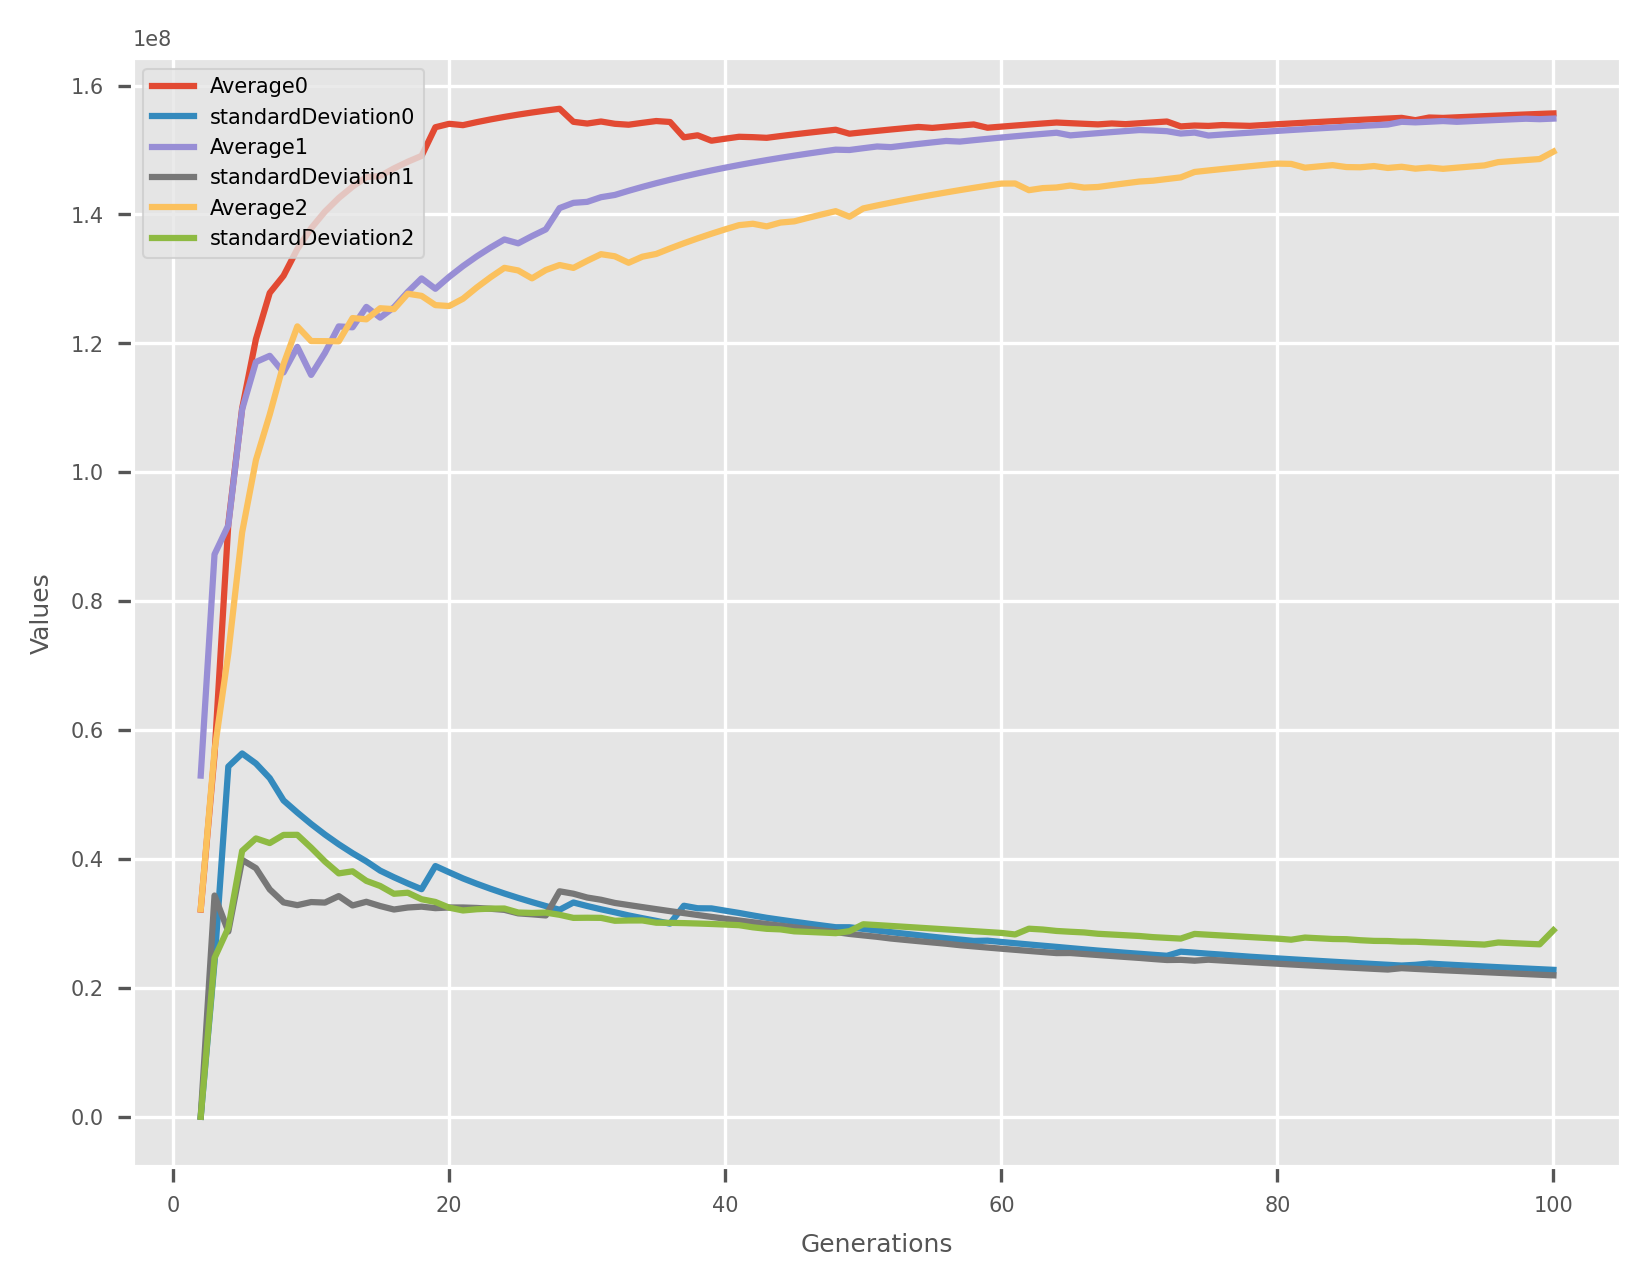 1e8
1.6
1.4
1.2
1.0
0.8
0.6
0.4
0.2
0.0
Values
Average0
standardDeviation0
Average1
standardDeviation1
Average2
standardDeviation2
0 20 40 60 80 100
Generations